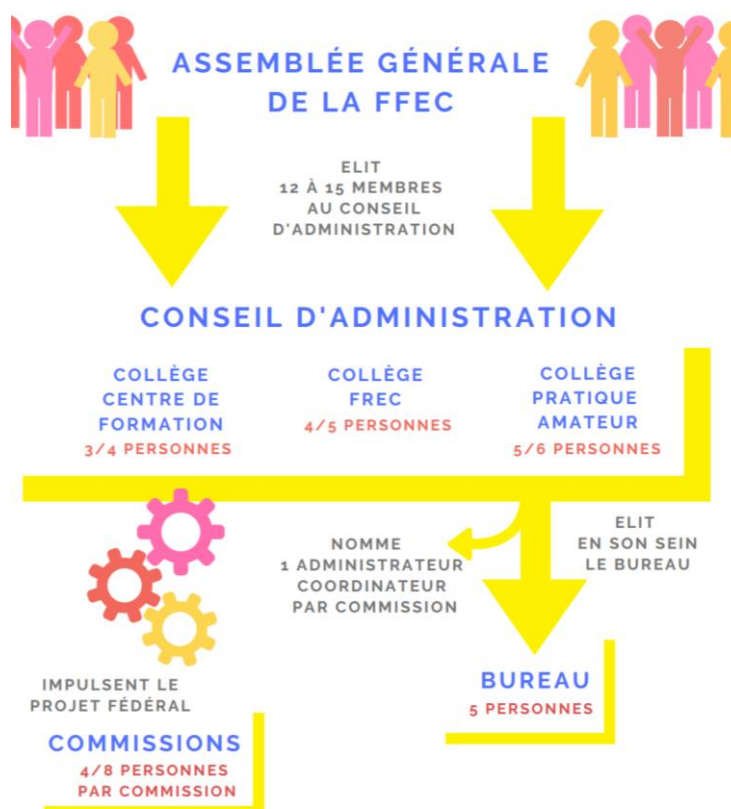 ASSEMBLÉE GÉNÉRALE
DE LA FFEC
ELIT
12 À 15 MEMBRES
AU CONSEIL
D'ADMINISTRATION
CONSEIL D'ADMINISTRATION
COLLÈGE
CENTRE DE
FORMATION
3/4 PERSONNES
COLLÈGE
FREC
4/5 PERSONNES
COLLÈGE
PRATIQUE
AMATEUR
5/6 PERSONNES
NOMME
1 ADMINISTRATEUR
COORDINATEUR
PAR COMMISSION
ELIT
EN SON SEIN
LE BUREAU
IMPULSENT LE
PROJET FÉDÉRAL
COMMISSIONS
4/8 PERSONNES
PAR COMMISSION
BUREAU
5 PERSONNES